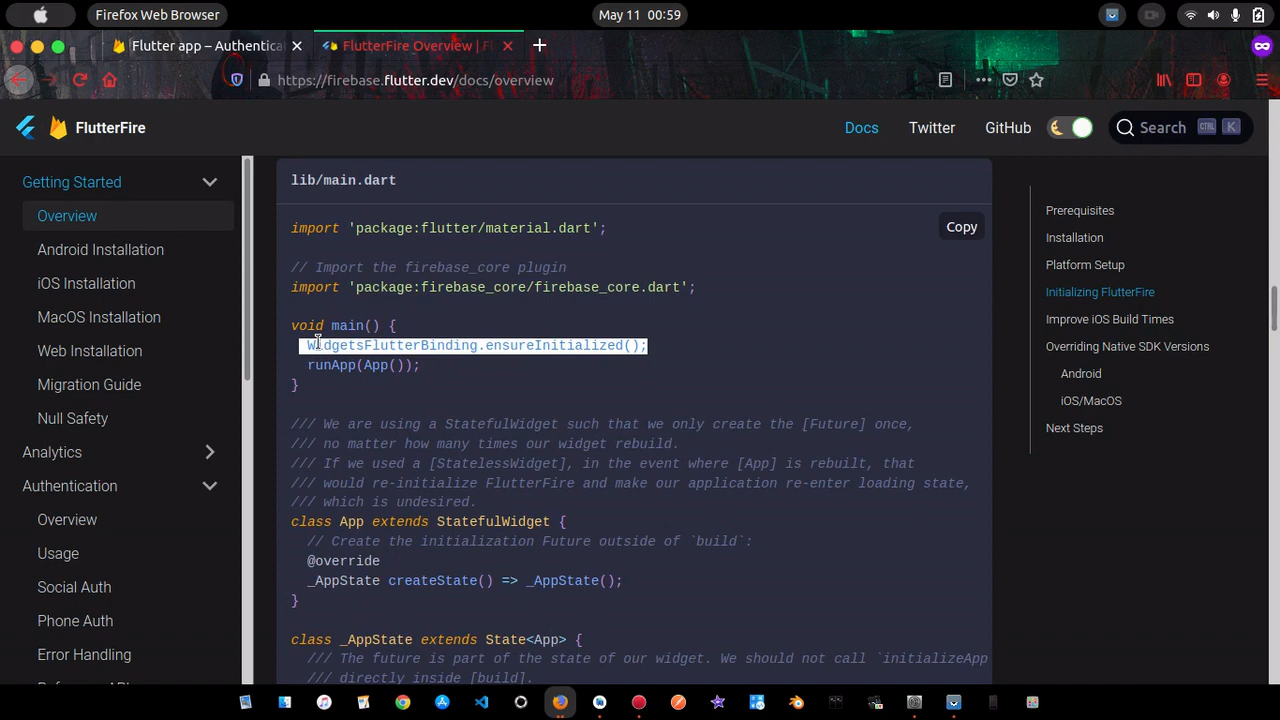 Firefox Web Browser
May 11 00:59
Flutter app – Authentica
FlutterFire Overview | Fl
https://firebase.flutter.dev/docs/overview
FlutterFire
Docs
Twitter
GitHub
Search
CTRL
K
Getting Started
Overview
Android Installation
iOS Installation
MacOS Installation
Web Installation
Migration Guide
Null Safety
Analytics
Authentication
Overview
Usage
Social Auth
Phone Auth
Error Handling
lib/main.dart
Copy
import 'package:flutter/material.dart';
// Import the firebase_core plugin
import 'package:firebase_core/firebase_core.dart';
void main() {
WidgetsFlutterBinding.ensureInitialized();
runApp(App());
}
/// We are using a StatefulWidget such that we only create the [Future] once,
/// no matter how many times our widget rebuild.
/// If we used a [StatelessWidget], in the event where [App] is rebuilt, that
/// would re-initialize FlutterFire and make our application re-enter loading state,
/// which is undesired.
class App extends StatefulWidget {
// Create the initialization Future outside of `build`:
@override
_AppState createState() => _AppState();
}
class _AppState extends State<App> {
/// The future is part of the state of our widget. We should not call `initializeApp
/// directly inside [build].
Prerequisites
Installation
Platform Setup
Initializing FlutterFire
Improve iOS Build Times
Overriding Native SDK Versions
Android
iOS/MacOS
Next Steps